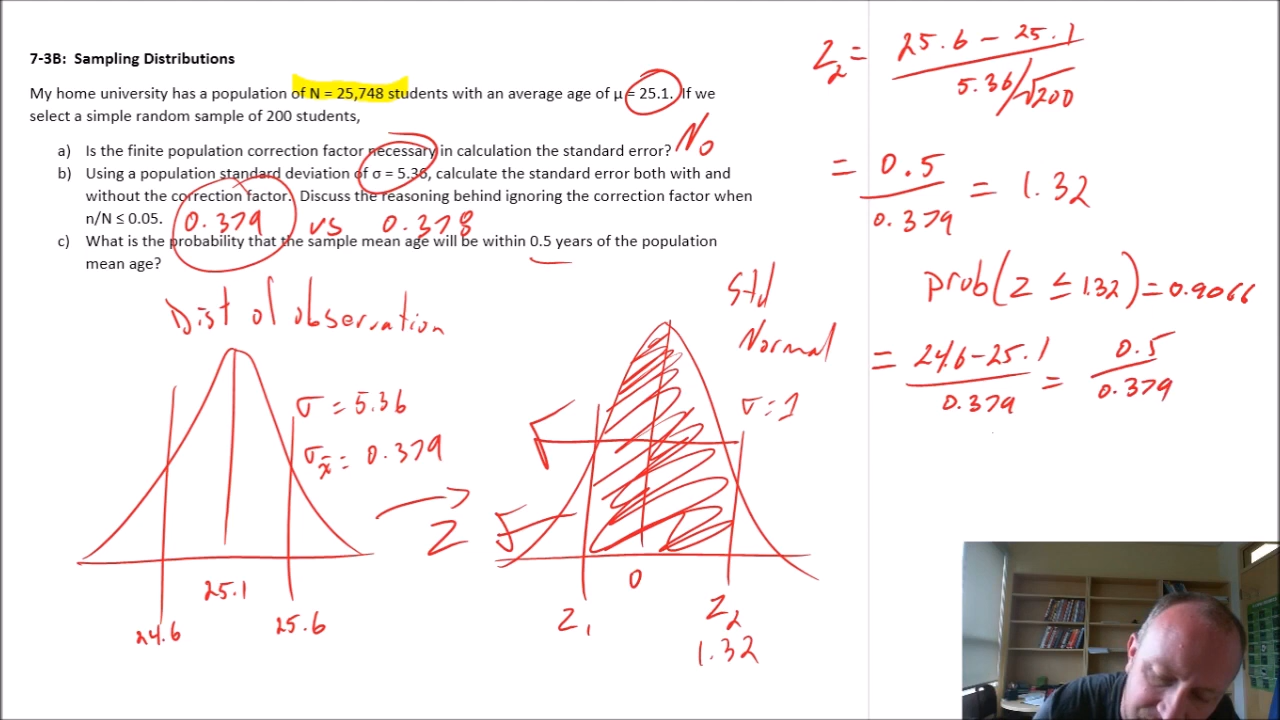 7-3B: Sampling Distributions
My home university has a population of N = 25,748 students with an average age of μ = 25.1. If we
select a simple random sample of 200 students,
a) Is the finite population correction factor necessary in calculation the standard error? No
b) Using a population standard deviation of σ = 5.36, calculate the standard error both with and
without the correction factor. Discuss the reasoning behind ignoring the correction factor when
n/N ≤ 0.05. 0.379 vs 0.378
c) What is the probability that the sample mean age will be within 0.5 years of the population
mean age?
Dist of observation
σ = 5.36
σx̄ = 0.379
24.6
25.1
25.6
Z
Std
Normal
σ=1
0
Z1
Z2
1.32
Z2 = 25.6 - 25.1
5.36/√200
= 0.5 / 0.379 = 1.32
prob(Z ≤ 1.32) = 0.9066
= 24.6 - 25.1 / 0.379 = 0.5 / 0.379